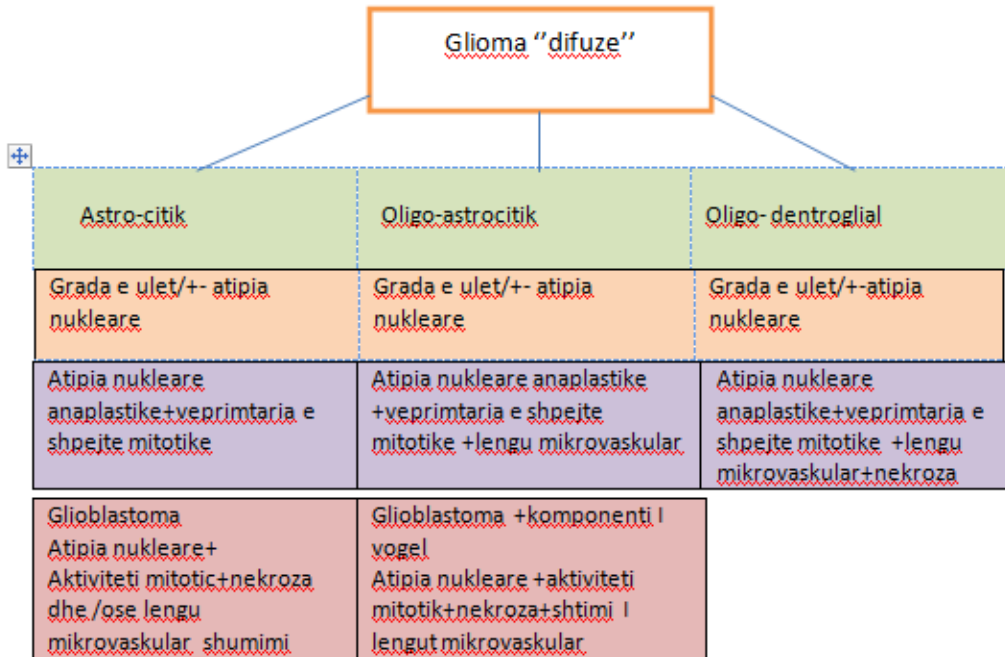 Glioma ‘’difuze’’
Astro-citik
Oligo-astrocitik
Oligo- dentroglial
Grada e ulet/+- atipia
nukleare
Grada e ulet/+- atipia
nukleare
Grada e ulet/+-atipia
nukleare
Atipia nukleare
anaplastike+veprimtaria e
shpejte mitotike
Atipia nukleare anaplastike
+veprimtaria e shpejte
mitotike +lengu mikrovaskular
Atipia nukleare
anaplastike+veprimtaria e
shpejte mitotike +lengu
mikrovaskular+nekroza
Glioblastoma
Atipia nukleare+
Aktiviteti mitotic+nekroza
dhe /ose lengu
mikrovaskular shumimi
Glioblastoma +komponenti I
vogel
Atipia nukleare +aktiviteti
mitotik+nekroza+shtimi I
lengut mikrovaskular